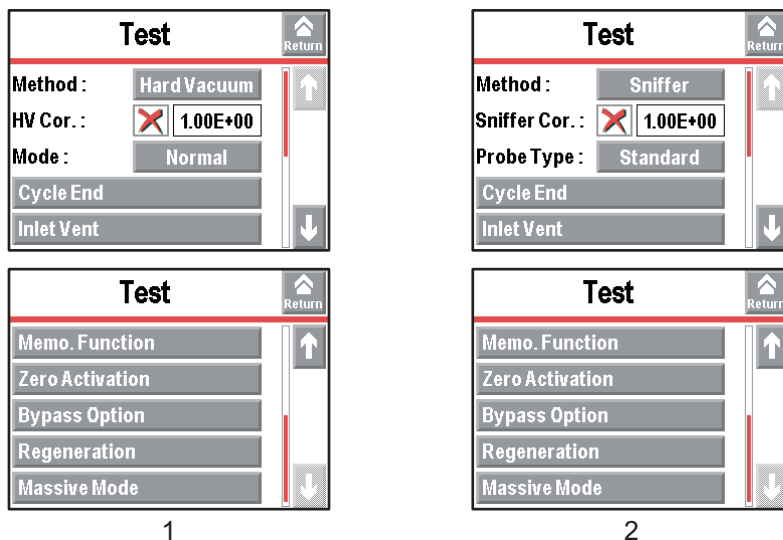 Test
Return
Method : Hard Vacuum
HV Cor. : 1.00E+00
Mode : Normal
Cycle End
Inlet Vent
Test
Return
Memo. Function
Zero Activation
Bypass Option
Regeneration
Massive Mode
1
Test
Return
Method : Sniffer
Sniffer Cor. : 1.00E+00
Probe Type : Standard
Cycle End
Inlet Vent
Test
Return
Memo. Function
Zero Activation
Bypass Option
Regeneration
Massive Mode
2